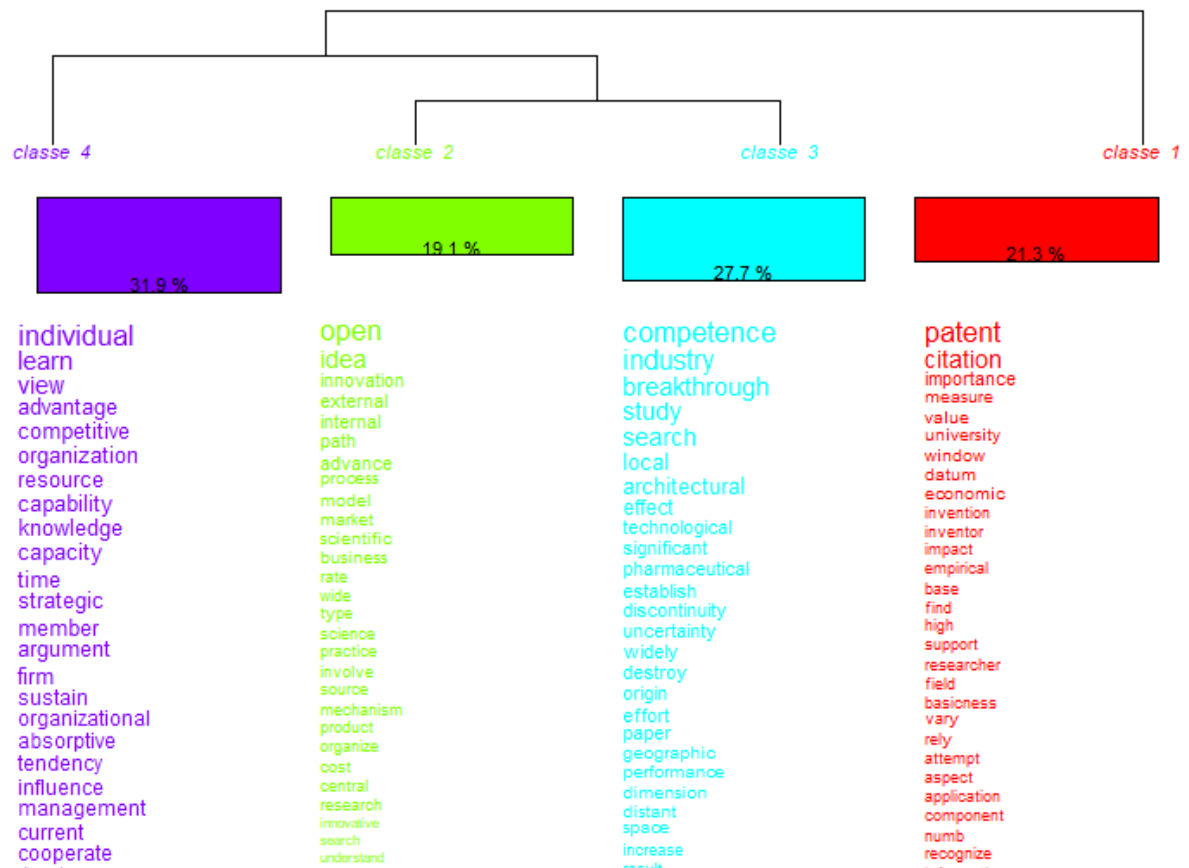 classe 4
classe 2
classe 3
classe 1
31.9 %
19.1 %
27.7 %
21.3 %
individual
learn
view
advantage
competitive
organization
resource
capability
knowledge
capacity
time
strategic
member
argument
firm
sustain
organizational
absorptive
tendency
influence
management
current
cooperate
open
idea
innovation
external
internal
path
advance
process
model
market
scientific
business
rate
wide
type
science
practice
involve
source
mechanism
product
organize
cost
central
research
innovative
search
understand
competence
industry
breakthrough
study
search
local
architectural
effect
technological
significant
pharmaceutical
establish
discontinuity
uncertainty
widely
destroy
origin
effort
paper
geographic
performance
dimension
distant
space
increase
patent
citation
importance
measure
value
university
window
datum
economic
invention
inventor
impact
empirical
base
find
high
support
researcher
field
basicness
vary
rely
attempt
aspect
application
component
numb
recognize